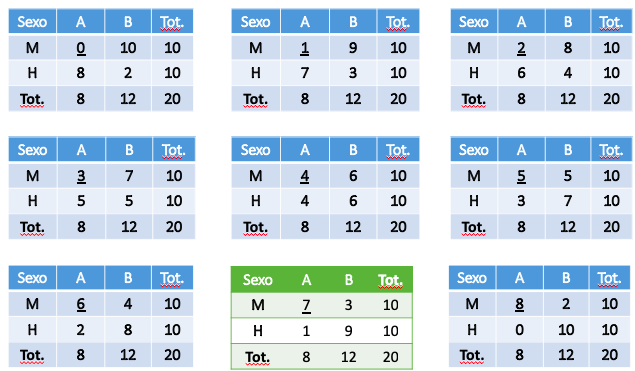 Sexo A B Tot.
M 0 10 10
H 8 2 10
Tot. 8 12 20
Sexo A B Tot.
M 1 9 10
H 7 3 10
Tot. 8 12 20
Sexo A B Tot.
M 2 8 10
H 6 4 10
Tot. 8 12 20
Sexo A B Tot.
M 3 7 10
H 5 5 10
Tot. 8 12 20
Sexo A B Tot.
M 4 6 10
H 4 6 10
Tot. 8 12 20
Sexo A B Tot.
M 5 5 10
H 3 7 10
Tot. 8 12 20
Sexo A B Tot.
M 6 4 10
H 2 8 10
Tot. 8 12 20
Sexo A B Tot.
M 7 3 10
H 1 9 10
Tot. 8 12 20
Sexo A B Tot.
M 8 2 10
H 0 10 10
Tot. 8 12 20